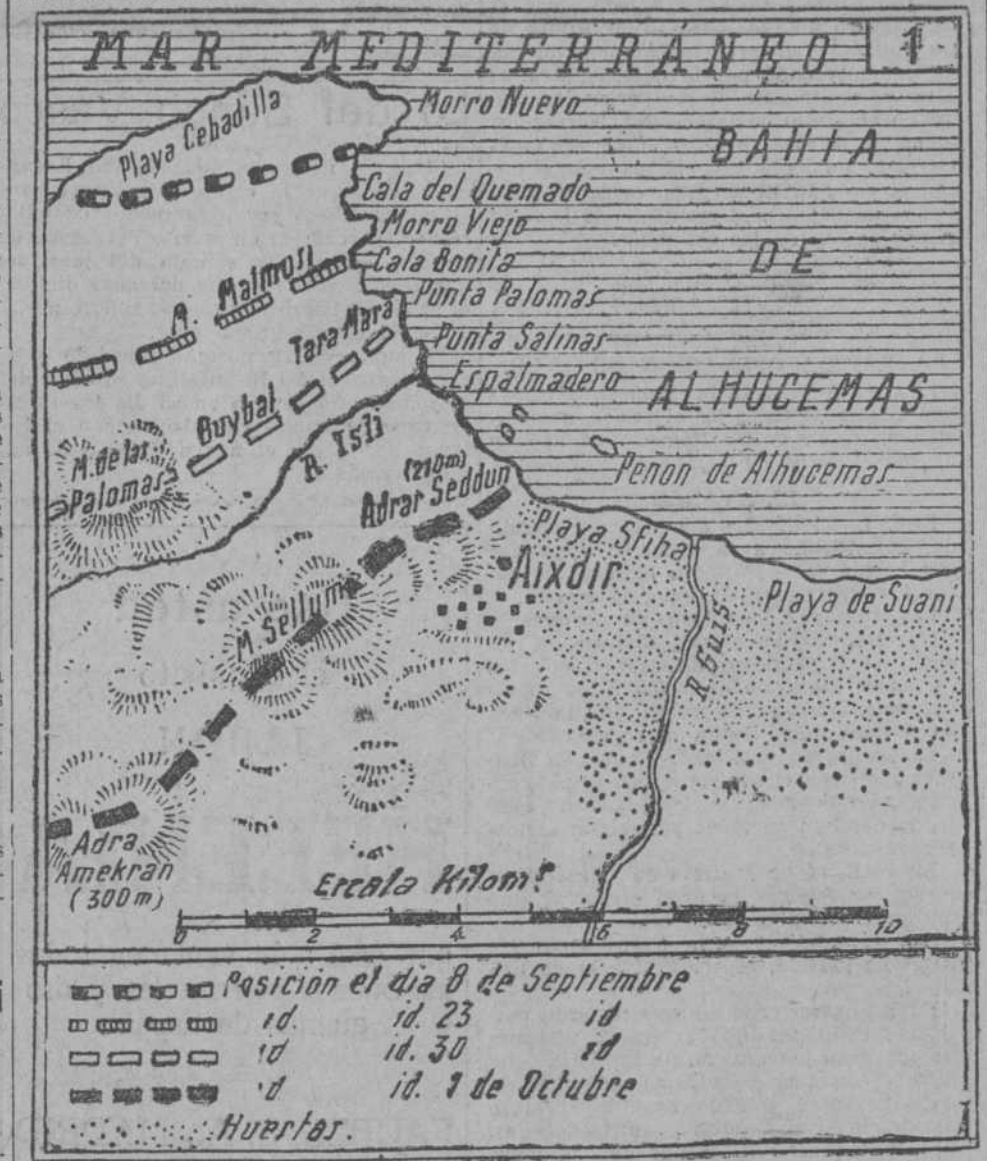 MAR MEDITERRÁNEO
1
Playa Cebadilla
Morro Nuevo
BAHIA
Cala del Quemado
Morro Viejo
DE
M. Malmosi
Cala Bonita
Punta Palomas
Tara Mara
Punta Salinas
Espalmadero
ALHUCEMAS
Buybal
R. Isli
M. de las
Palomas
(210m)
Adrar Seddun
Peñon de Alhucemas
Playa Sfiha
Aixdir
Playa de Suani
M. Sellum
R Guis
Adra
Amekran
(300 m)
Ercala Kilom.s
0 2 4 6 8 10
Posición el dia 8 de Septiembre
id. id. 23 id
id id. 30 id
id id. 1 de Octubre
Huertas.